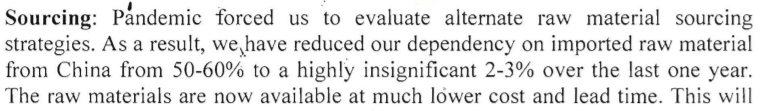 Sourcing: Pandemic forced us to evaluate alternate raw material sourcing
strategies. As a result, we have reduced our dependency on imported raw material
from China from 50-60% to a highly insignificant 2-3% over the last one year.
The raw materials are now available at much lower cost and lead time. This will